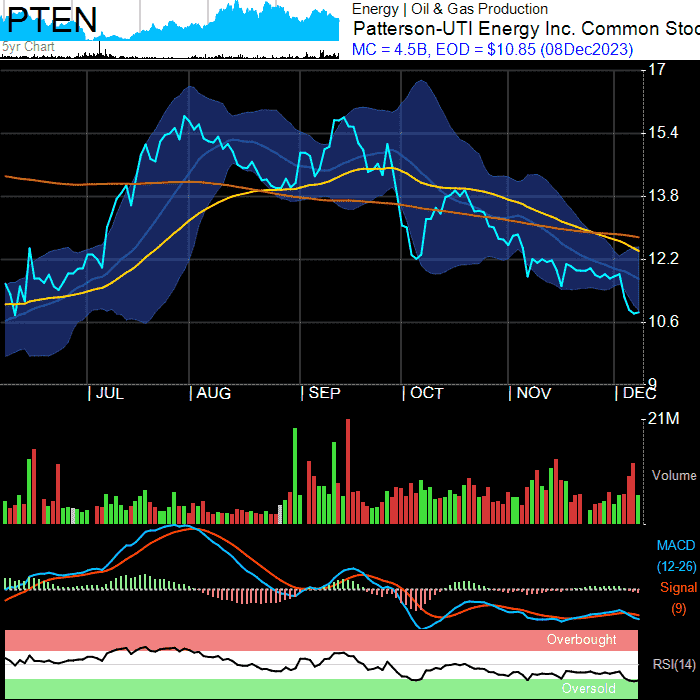 PTEN
5yr Chart
Energy | Oil & Gas Production
Patterson-UTI Energy Inc. Common Stoc
MC = 4.5B, EOD = $10.85 (08Dec2023)
17
15.4
13.8
12.2
10.6
9
| JUL | AUG | SEP | OCT | NOV | DEC
21M
Volume
MACD
(12-26)
Signal
(9)
Overbought
RSI(14)
Oversold